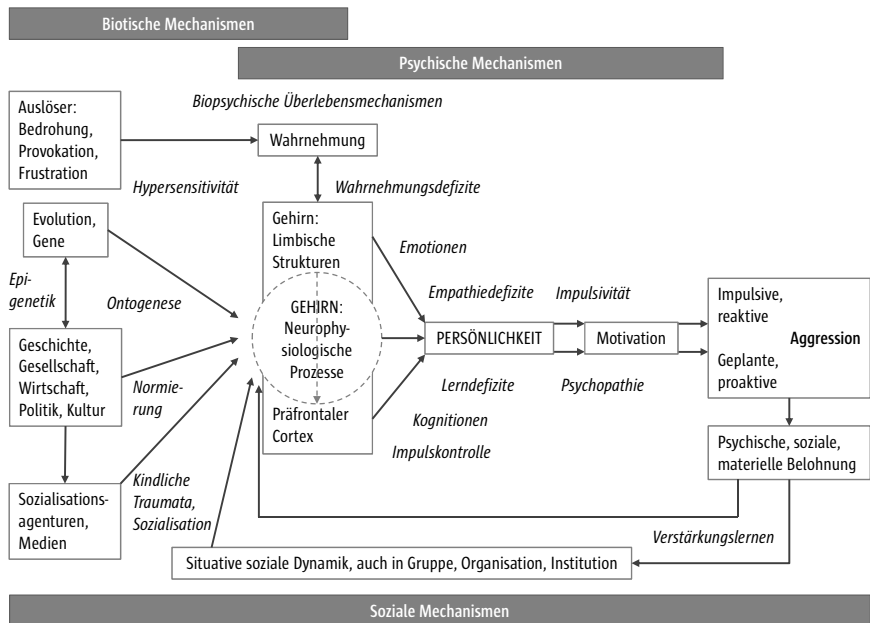 Biotische Mechanismen
Psychische Mechanismen
Auslöser:
Bedrohung,
Provokation,
Frustration
Biopsychische Überlebensmechanismen
Wahrnehmung
Hypersensitivität
Wahrnehmungsdefizite
Evolution,
Gene
Gehirn:
Limbische
Strukturen
Emotionen
Epi-
genetik
Ontogenese
Empathiedefizite
Impulsivität
Impulsive,
reaktive
GEHIRN:
Neurophy-
siologische
Prozesse
PERSÖNLICHKEIT
Motivation
Aggression
Geschichte,
Gesellschaft,
Wirtschaft,
Politik, Kultur
Geplante,
proaktive
Normie-
rung
Lerndefizite
Psychopathie
Präfrontaler
Cortex
Kognitionen
Impulskontrolle
Psychische, soziale,
materielle Belohnung
Sozialisations-
agenturen,
Medien
Kindliche
Traumata,
Sozialisation
Verstärkungslernen
Situative soziale Dynamik, auch in Gruppe, Organisation, Institution
Soziale Mechanismen